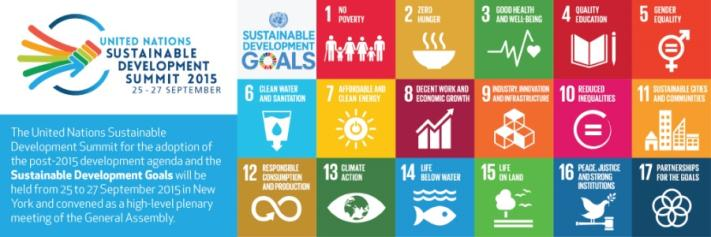 UNITED NATIONS
SUSTAINABLE
DEVELOPMENT
SUMMIT 2015
25 - 27 SEPTEMBER
The United Nations Sustainable
Development Summit for the adoption of
the post-2015 development agenda and the
Sustainable Development Goals will be
held from 25 to 27 September 2015 in New
York and convened as a high-level plenary
meeting of the General Assembly.
SUSTAINABLE
DEVELOPMENT
GOALS
1 NO
POVERTY
2 ZERO
HUNGER
3 GOOD HEALTH
AND WELL-BEING
4 QUALITY
EDUCATION
5 GENDER
EQUALITY
6 CLEAN WATER
AND SANITATION
7 AFFORDABLE AND
CLEAN ENERGY
8 DECENT WORK AND
ECONOMIC GROWTH
9 INDUSTRY, INNOVATION
AND INFRASTRUCTURE
10 REDUCED
INEQUALITIES
11 SUSTAINABLE CITIES
AND COMMUNITIES
12 RESPONSIBLE
CONSUMPTION
AND PRODUCTION
13 CLIMATE
ACTION
14 LIFE
BELOW WATER
15 LIFE
ON LAND
16 PEACE, JUSTICE
AND STRONG
INSTITUTIONS
17 PARTNERSHIPS
FOR THE GOALS